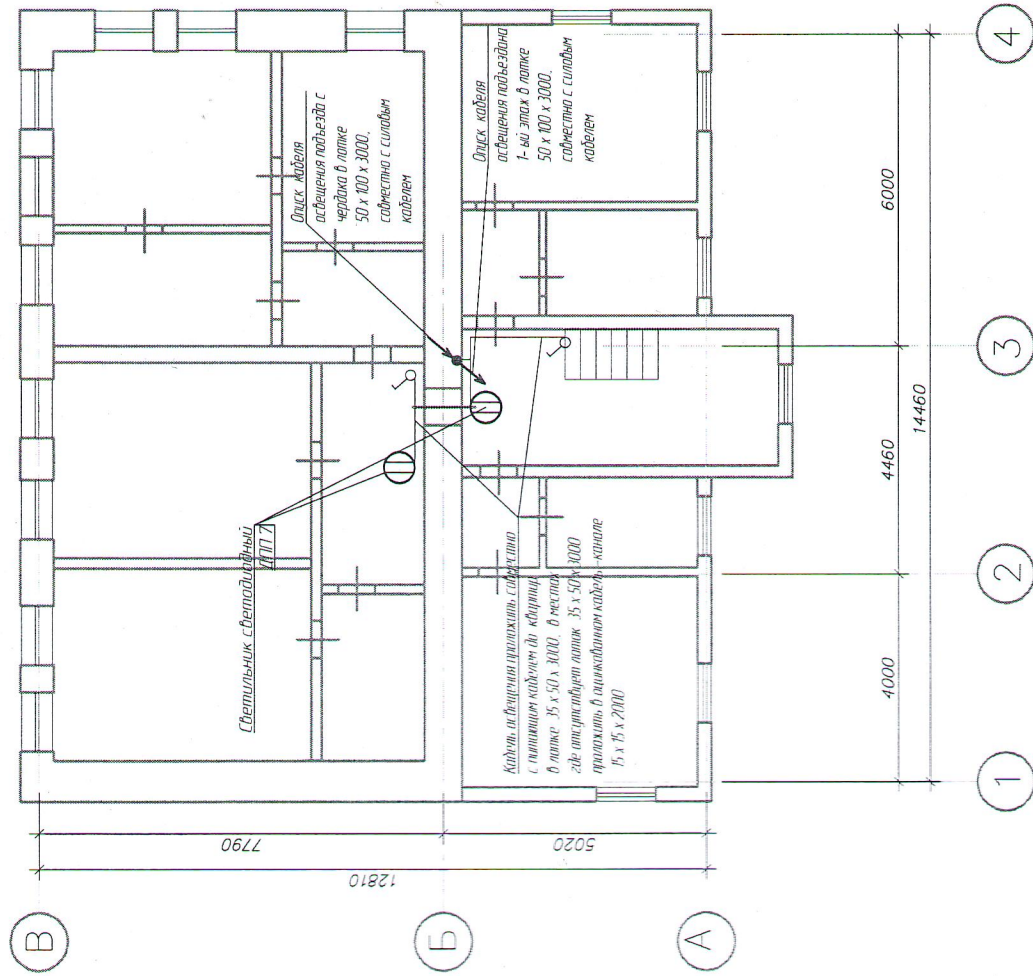 Опуск кабеля
освещения подъезда с
чердака в лотке
50 х 100 х 3000,
совместно с силовым
кабелем
Опуск кабеля
освещения подъездана
1- ый этаж в лотке
50 х 100 х 3000,
совместно с силовым
кабелем
Светильник светодиодный
ДПП 7
Кабель освещения проложить совместно
с питающим кабелем до квартир
в лотке 35 х 50 х 3000, в местах
где отсутствует лоток 35 х 50 х 3000
проложить в оцинкованном кабель-канале
15 х 15 х 2000
6000
4460
4000
14460
7790
5020
12810
4
3
2
1
В
Б
А